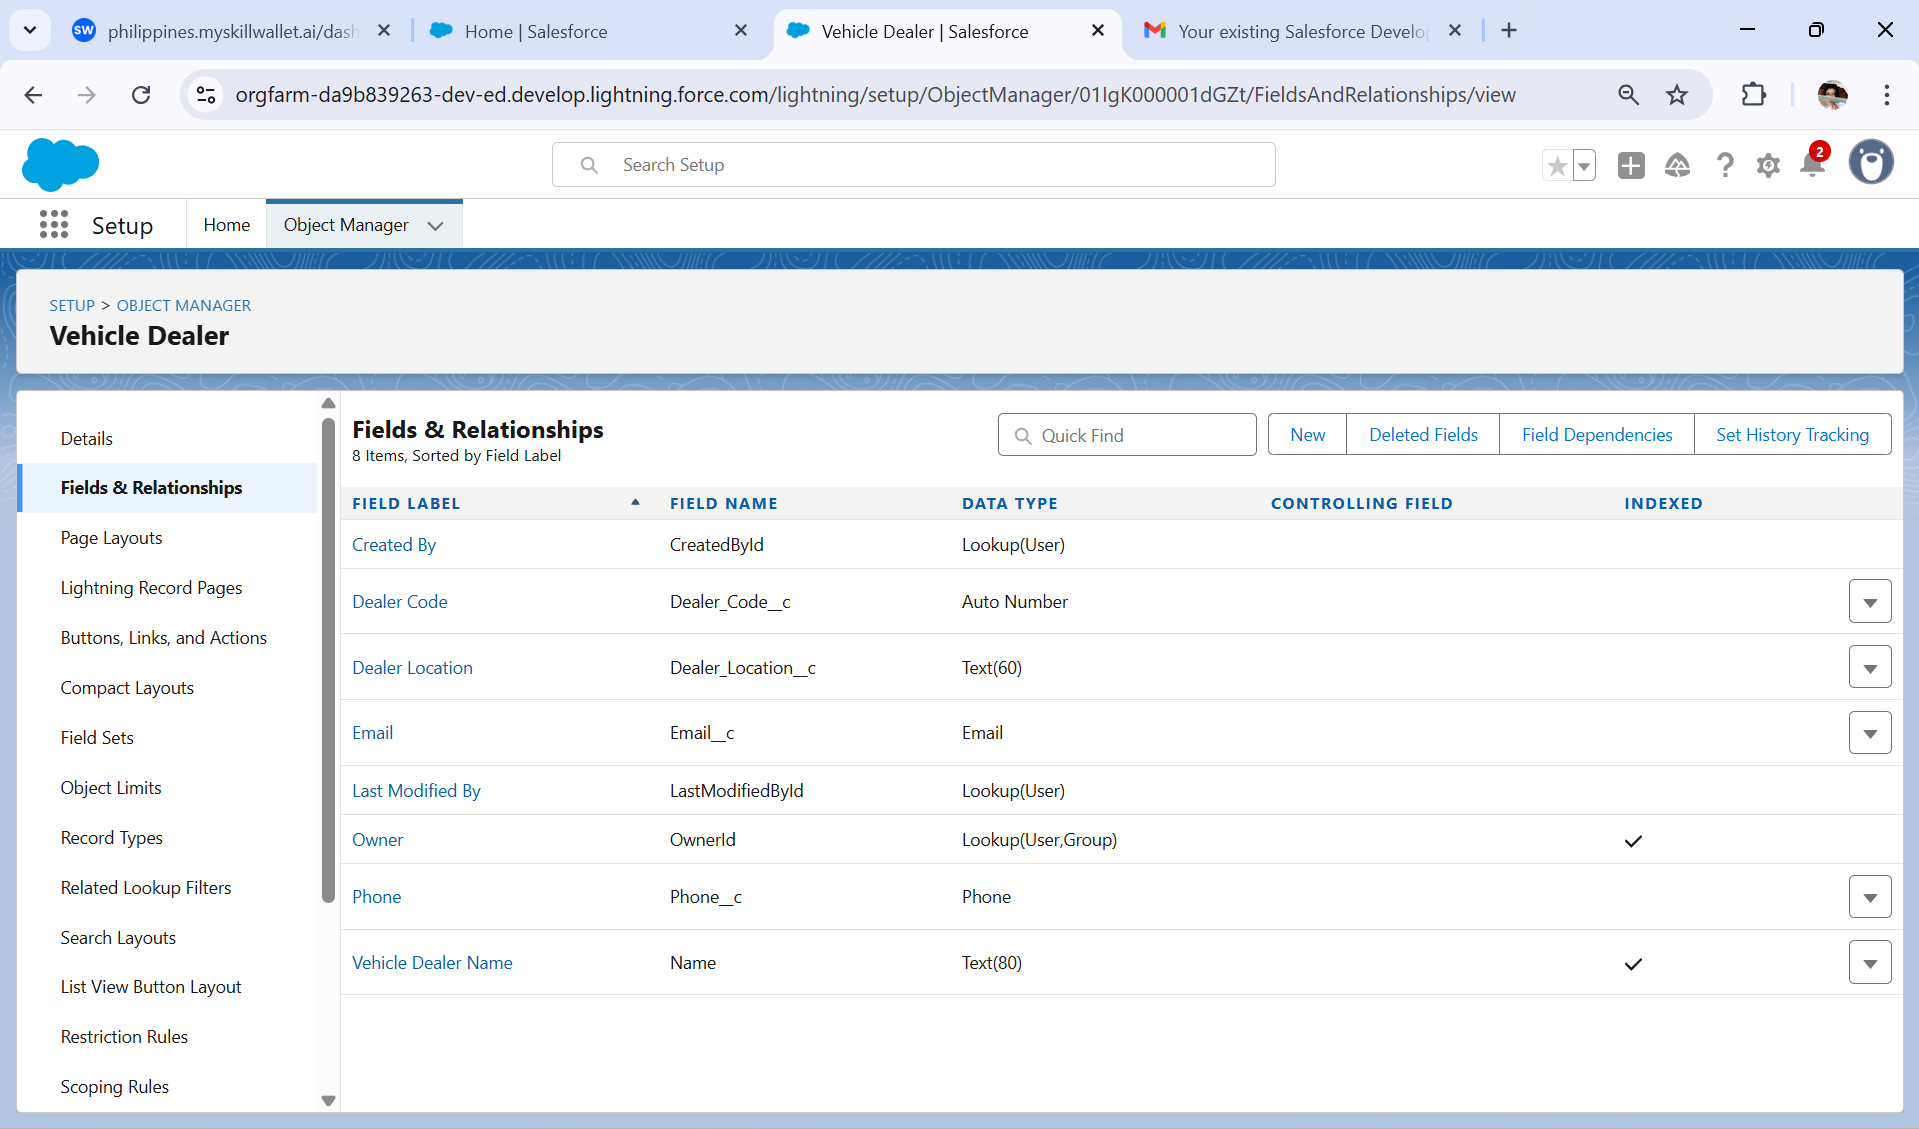 SW philippines.myskillwallet.ai/dash
Home | Salesforce
Vehicle Dealer | Salesforce
Your existing Salesforce Develo
orgfarm-da9b839263-dev-ed.develop.lightning.force.com/lightning/setup/ObjectManager/01IgK000001dGZt/FieldsAndRelationships/view
Search Setup
2
Setup
Home
Object Manager
SETUP > OBJECT MANAGER
Vehicle Dealer
Details
Fields & Relationships
Page Layouts
Lightning Record Pages
Buttons, Links, and Actions
Compact Layouts
Field Sets
Object Limits
Record Types
Related Lookup Filters
Search Layouts
List View Button Layout
Restriction Rules
Scoping Rules
Fields & Relationships
8 Items, Sorted by Field Label
Quick Find
New
Deleted Fields
Field Dependencies
Set History Tracking
FIELD LABEL FIELD NAME DATA TYPE CONTROLLING FIELD INDEXED
Created By CreatedById Lookup(User)
Dealer Code Dealer_Code__c Auto Number
Dealer Location Dealer_Location__c Text(60)
Email Email__c Email
Last Modified By LastModifiedById Lookup(User)
Owner OwnerId Lookup(User,Group)
Phone Phone__c Phone
Vehicle Dealer Name Name Text(80)